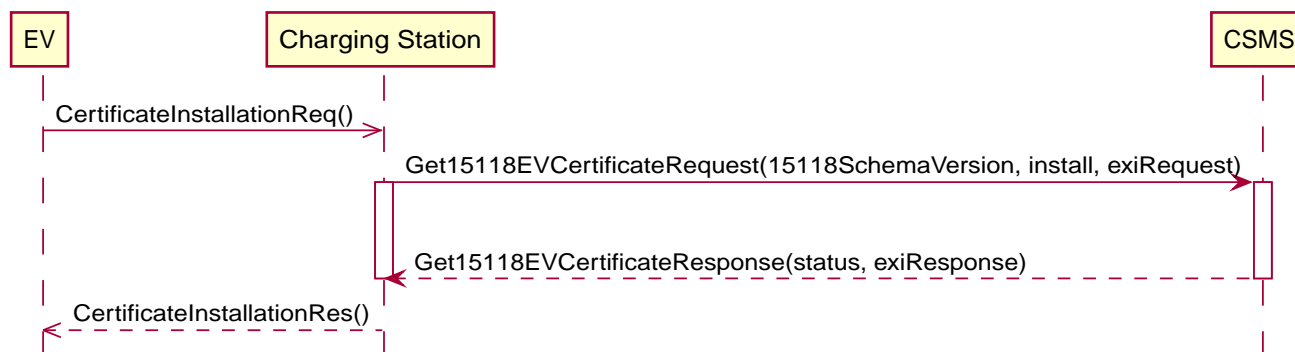 EV
Charging Station
CSMS
CertificateInstallationReq()
Get15118EVCertificateRequest(15118SchemaVersion, install, exiRequest)
Get15118EVCertificateResponse(status, exiResponse)
CertificateInstallationRes()